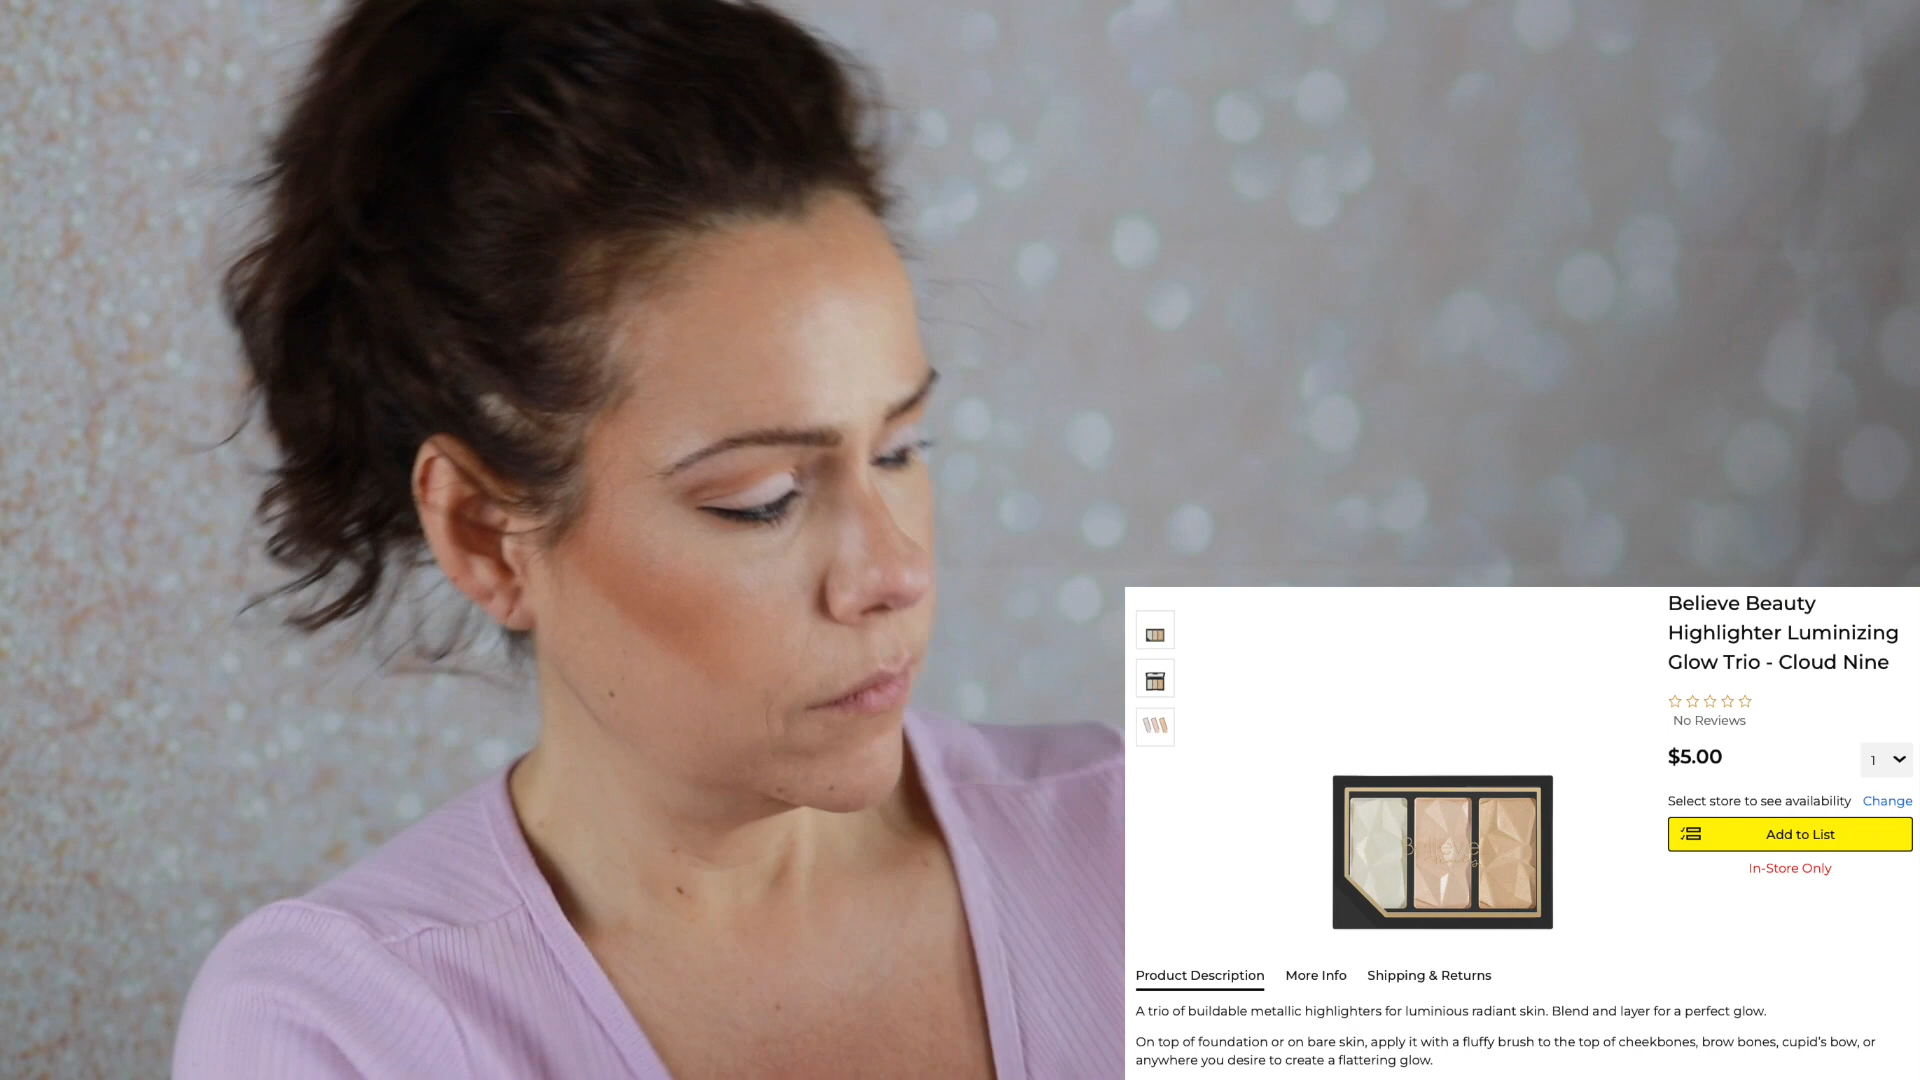 Believe Beauty
Highlighter Luminizing
Glow Trio - Cloud Nine
No Reviews
$5.00
1
Select store to see availability Change
Add to List
In-Store Only
Believe
Product Description More Info Shipping & Returns
A trio of buildable metallic highlighters for luminious radiant skin. Blend and layer for a perfect glow.
On top of foundation or on bare skin, apply it with a fluffy brush to the top of cheekbones, brow bones, cupid's bow, or
anywhere you desire to create a flattering glow.